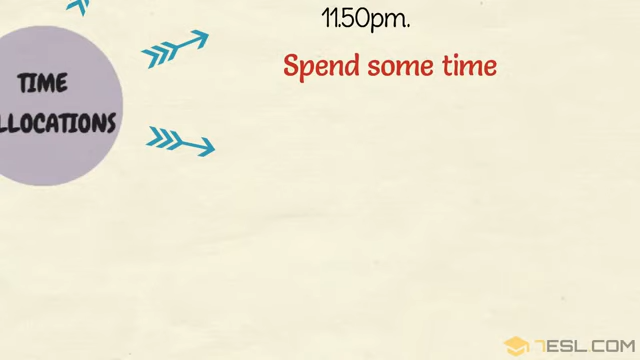 11.50pm.
Spend some time
TIME
LLOCATIONS
7ESL.COM